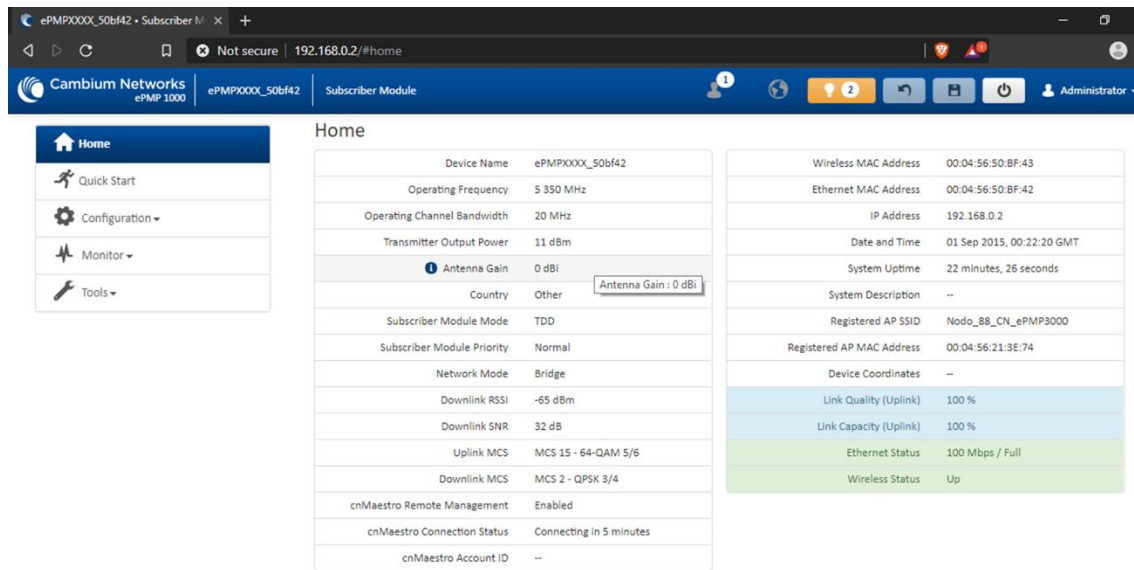 ePMPXXXX_50bf42 • Subscriber M
Not secure 192.168.0.2/#home
Cambium Networks
ePMP 1000
ePMPXXXX_50bf42
Subscriber Module
1
2
Administrator
Home
Quick Start
Configuration
Monitor
Tools
Home
Device Name ePMPXXXX_50bf42
Operating Frequency 5 350 MHz
Operating Channel Bandwidth 20 MHz
Transmitter Output Power 11 dBm
Antenna Gain 0 dBi
Antenna Gain : 0 dBi
Country Other
Subscriber Module Mode TDD
Subscriber Module Priority Normal
Network Mode Bridge
Downlink RSSI -65 dBm
Downlink SNR 32 dB
Uplink MCS MCS 15 - 64-QAM 5/6
Downlink MCS MCS 2 - QPSK 3/4
cnMaestro Remote Management Enabled
cnMaestro Connection Status Connecting in 5 minutes
cnMaestro Account ID --
Wireless MAC Address 00:04:56:50:BF:43
Ethernet MAC Address 00:04:56:50:BF:42
IP Address 192.168.0.2
Date and Time 01 Sep 2015, 00:22:20 GMT
System Uptime 22 minutes, 26 seconds
System Description --
Registered AP SSID Nodo_88_CN_ePMP3000
Registered AP MAC Address 00:04:56:21:3E:74
Device Coordinates --
Link Quality (Uplink) 100 %
Link Capacity (Uplink) 100 %
Ethernet Status 100 Mbps / Full
Wireless Status Up